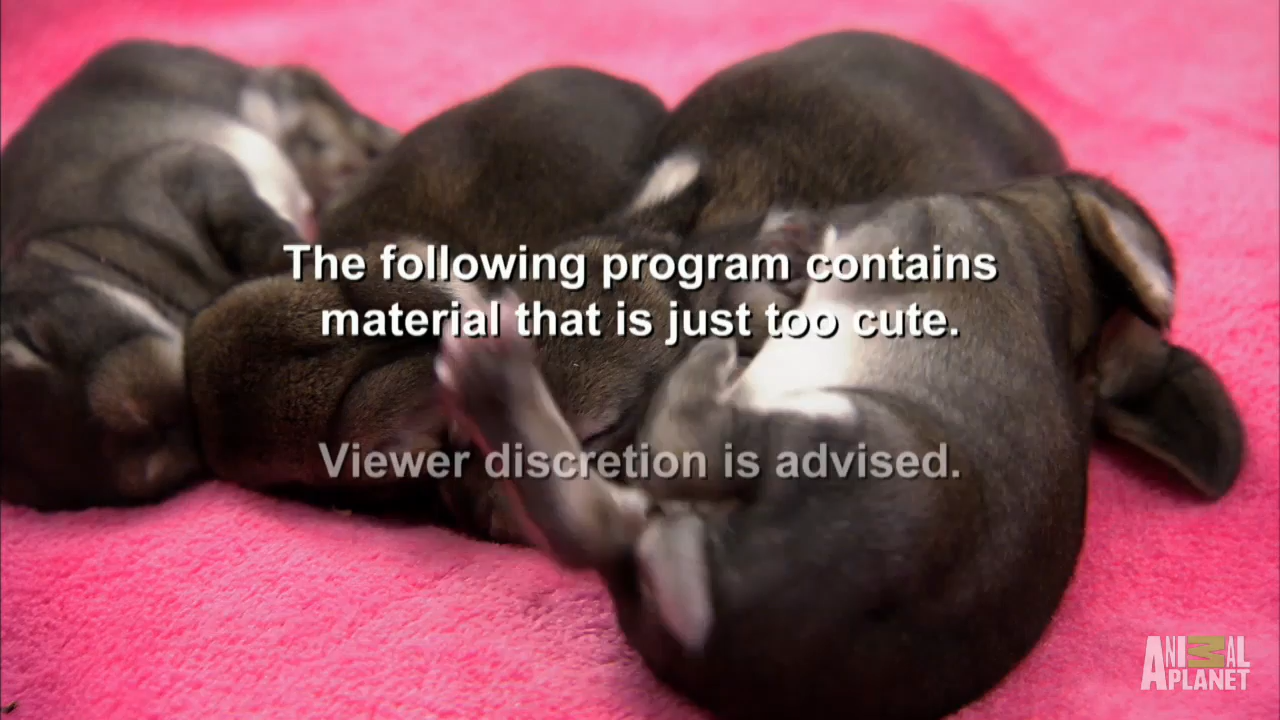 The following program contains
material that is just too cute.
Viewer discretion is advised.
ANIMAL
PLANET